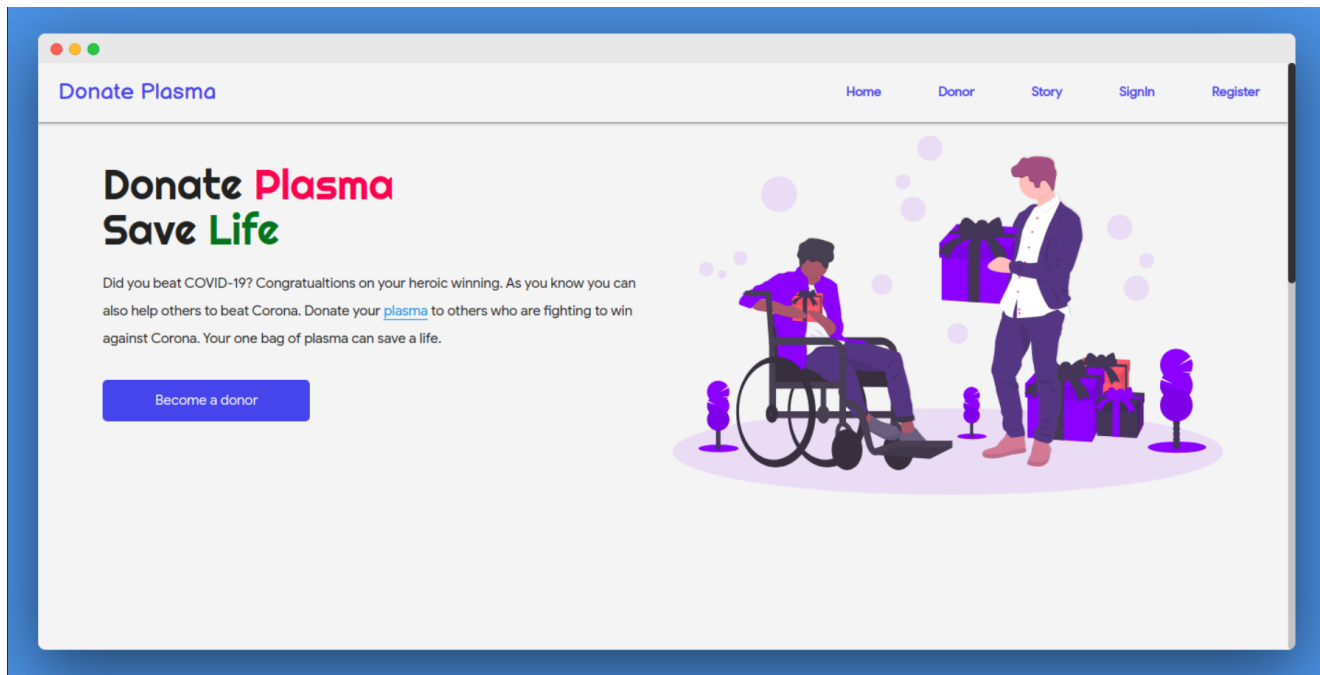 Donate Plasma
Home Donor Story SignIn Register
Donate Plasma
Save Life
Did you beat COVID-19? Congratualtions on your heroic winning. As you know you can
also help others to beat Corona. Donate your plasma to others who are fighting to win
against Corona. Your one bag of plasma can save a life.
Become a donor